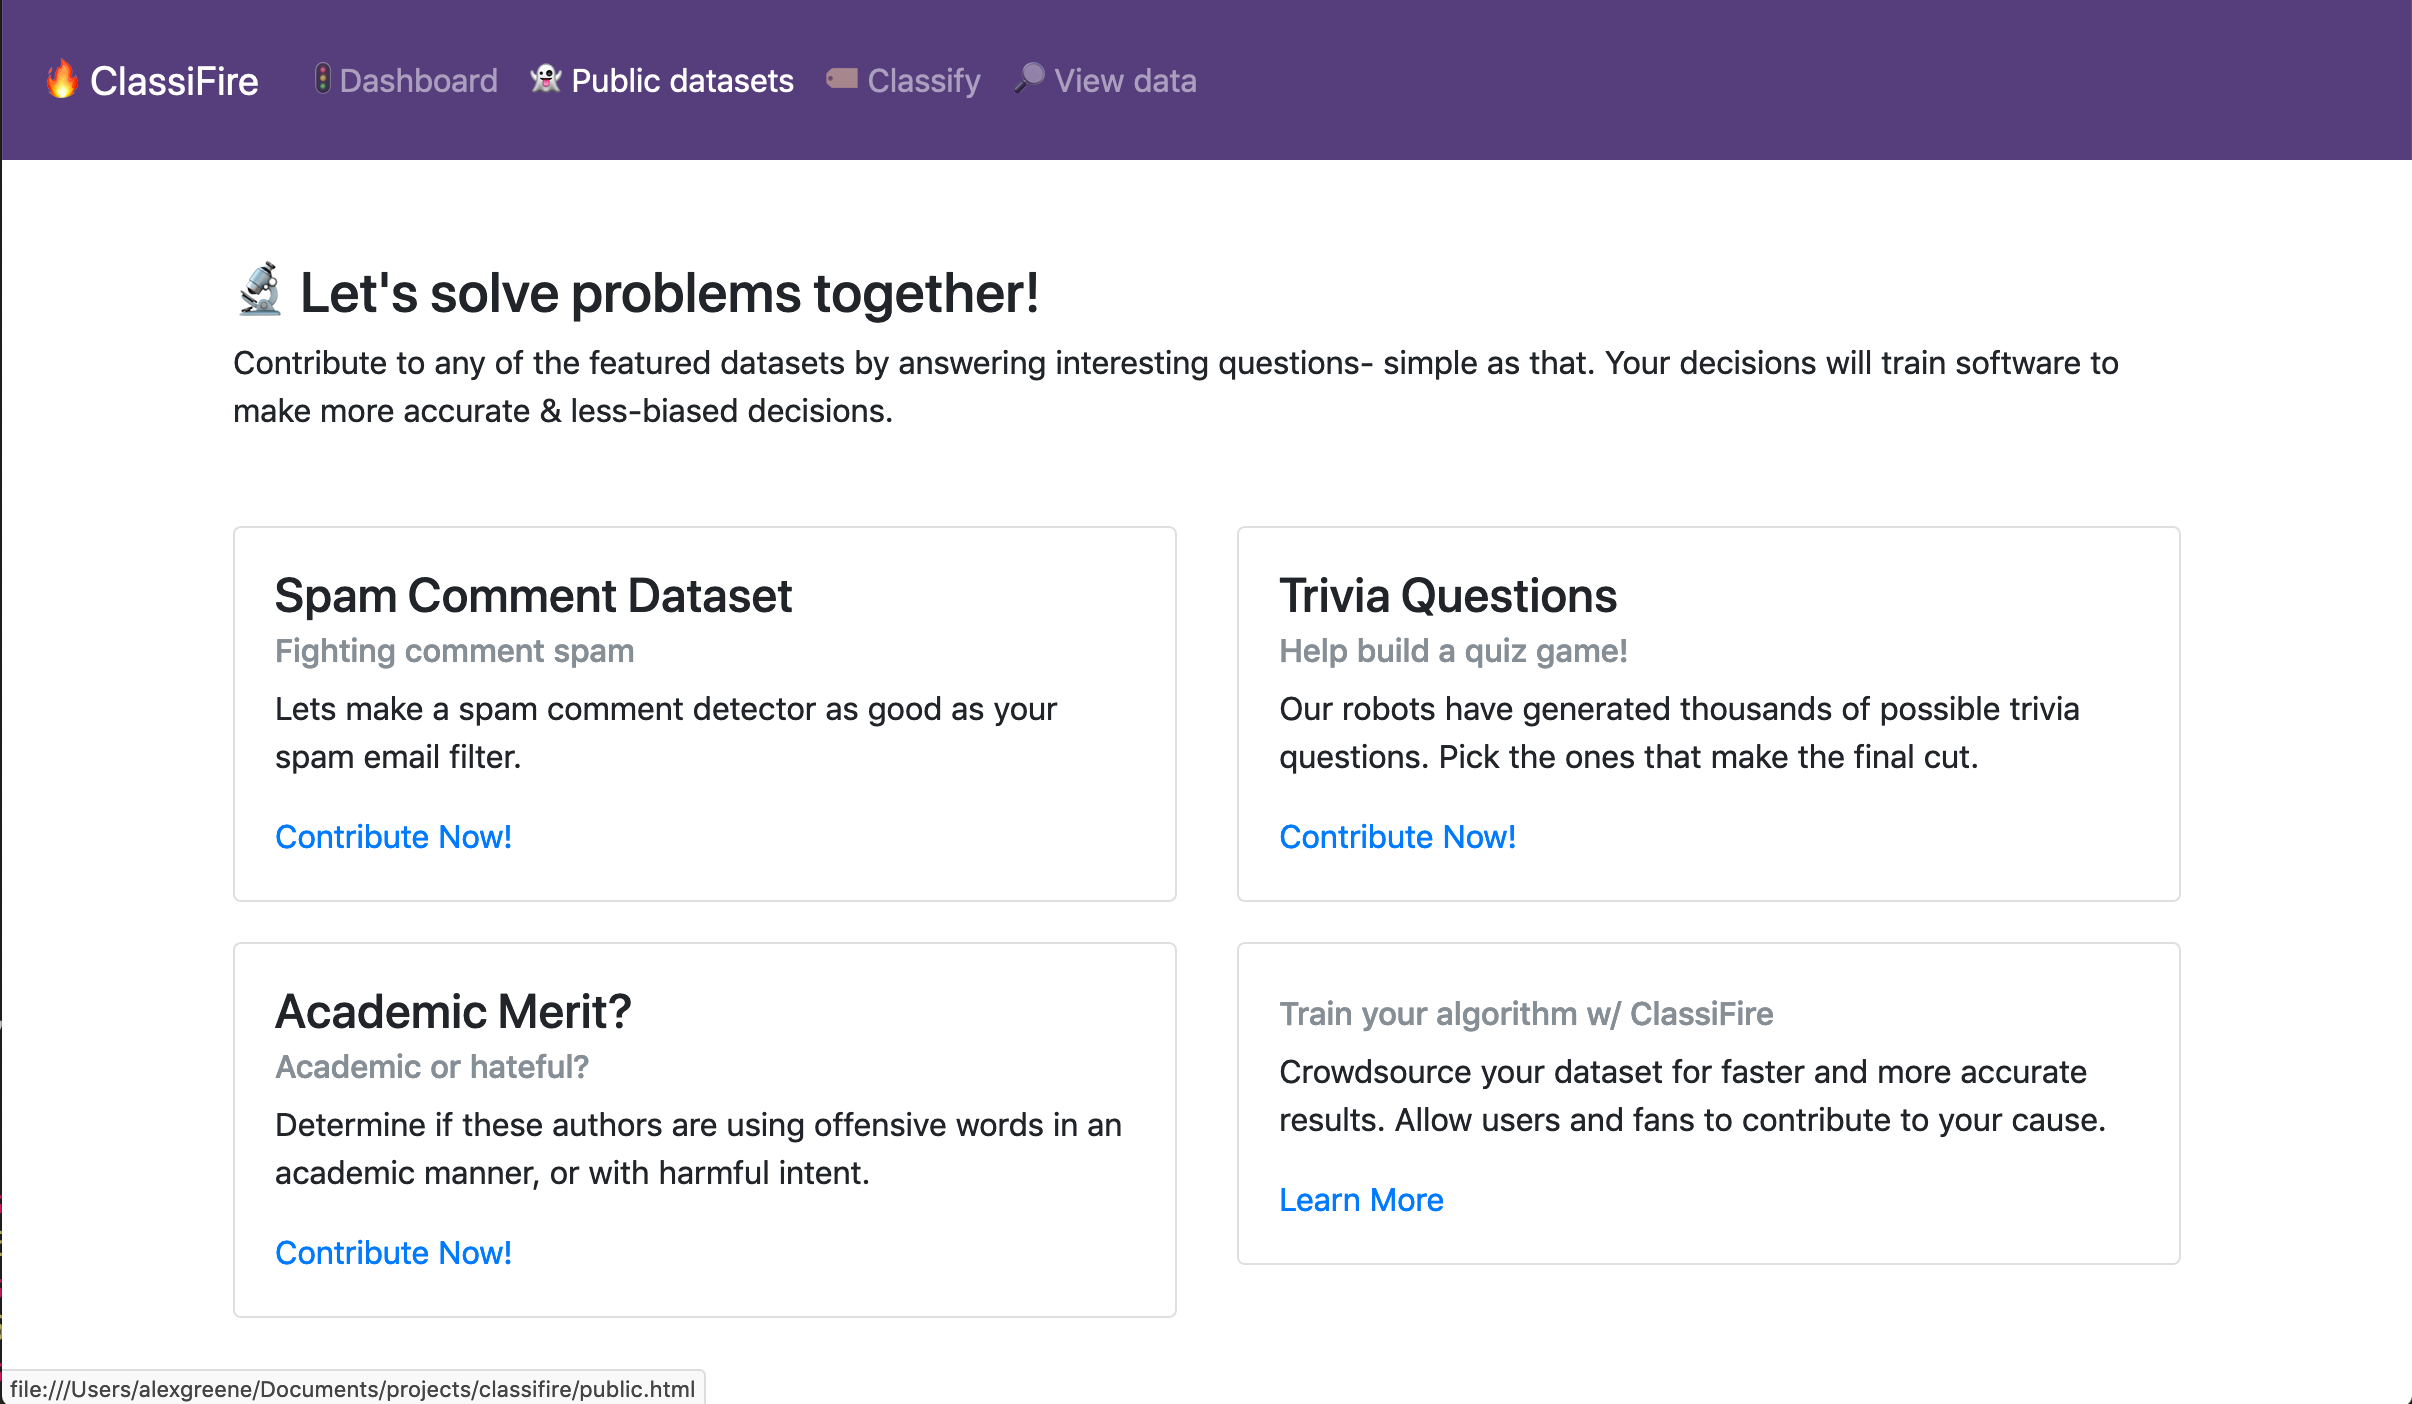 ClassiFire Dashboard Public datasets Classify View data
Let's solve problems together!
Contribute to any of the featured datasets by answering interesting questions- simple as that. Your decisions will train software to
make more accurate & less-biased decisions.
Spam Comment Dataset
Fighting comment spam
Lets make a spam comment detector as good as your
spam email filter.
Contribute Now!
Trivia Questions
Help build a quiz game!
Our robots have generated thousands of possible trivia
questions. Pick the ones that make the final cut.
Contribute Now!
Academic Merit?
Academic or hateful?
Determine if these authors are using offensive words in an
academic manner, or with harmful intent.
Contribute Now!
Train your algorithm w/ ClassiFire
Crowdsource your dataset for faster and more accurate
results. Allow users and fans to contribute to your cause.
Learn More
file:///Users/alexgreene/Documents/projects/classifire/public.html